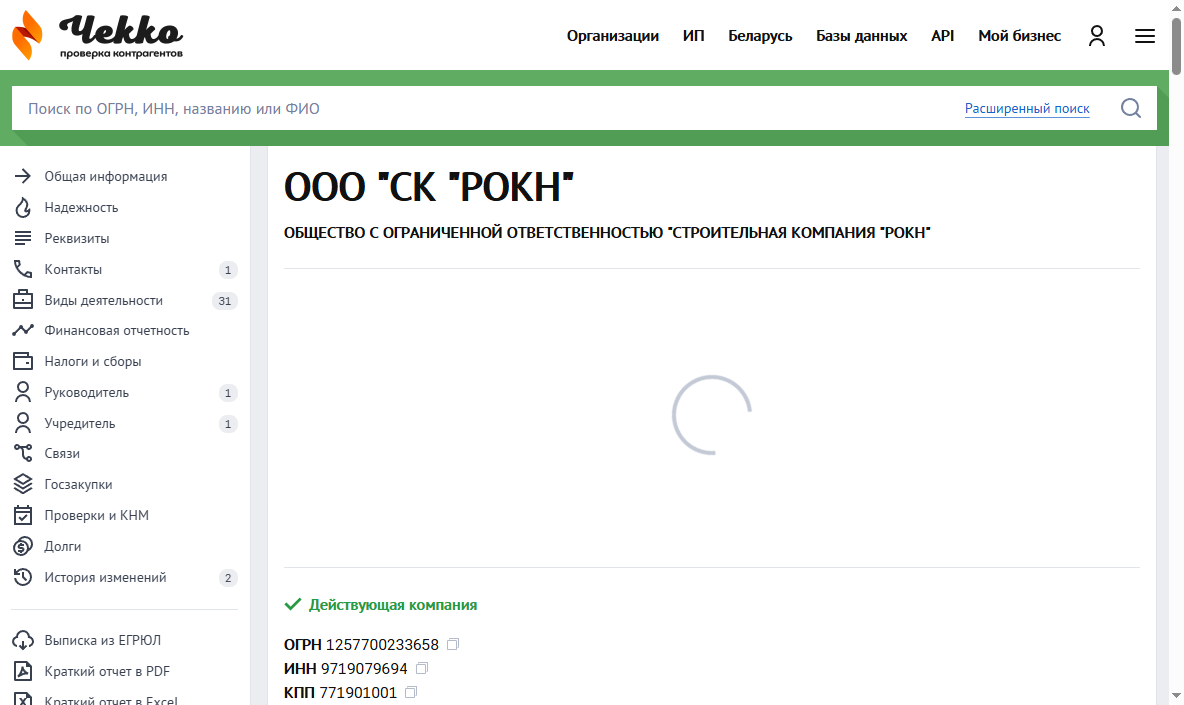 Чекко
проверка контрагентов
Организации ИП Беларусь Базы данных API Мой бизнес
Поиск по ОГРН, ИНН, названию или ФИО Расширенный поиск
Общая информация
Надежность
Реквизиты
Контакты 1
Виды деятельности 31
Финансовая отчетность
Налоги и сборы
Руководитель 1
Учредитель 1
Связи
Госзакупки
Проверки и КНМ
Долги
История изменений 2
Выписка из ЕГРЮЛ
Краткий отчет в PDF
Краткий отчет в Excel
ООО "СК "РОКН"
ОБЩЕСТВО С ОГРАНИЧЕННОЙ ОТВЕТСТВЕННОСТЬЮ "СТРОИТЕЛЬНАЯ КОМПАНИЯ "РОКН"
Действующая компания
ОГРН 1257700233658
ИНН 9719079694
КПП 771901001